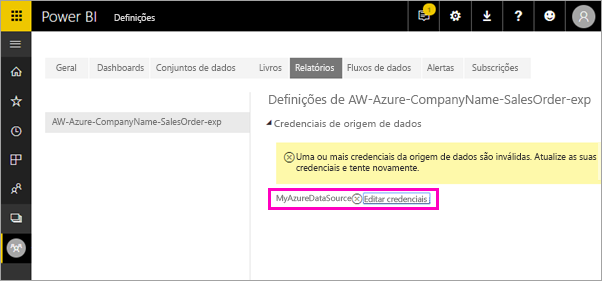 Power BI Definições 1
Geral Dashboards Conjuntos de dados Livros Relatórios Fluxos de dados Alertas Subscrições
Definições de AW-Azure-CompanyName-SalesOrder-exp
AW-Azure-CompanyName-SalesOrder-exp
Credenciais de origem de dados
Uma ou mais credenciais da origem de dados são inválidas. Atualize as suas
credenciais e tente novamente.
MyAzureDataSource Editar credenciais